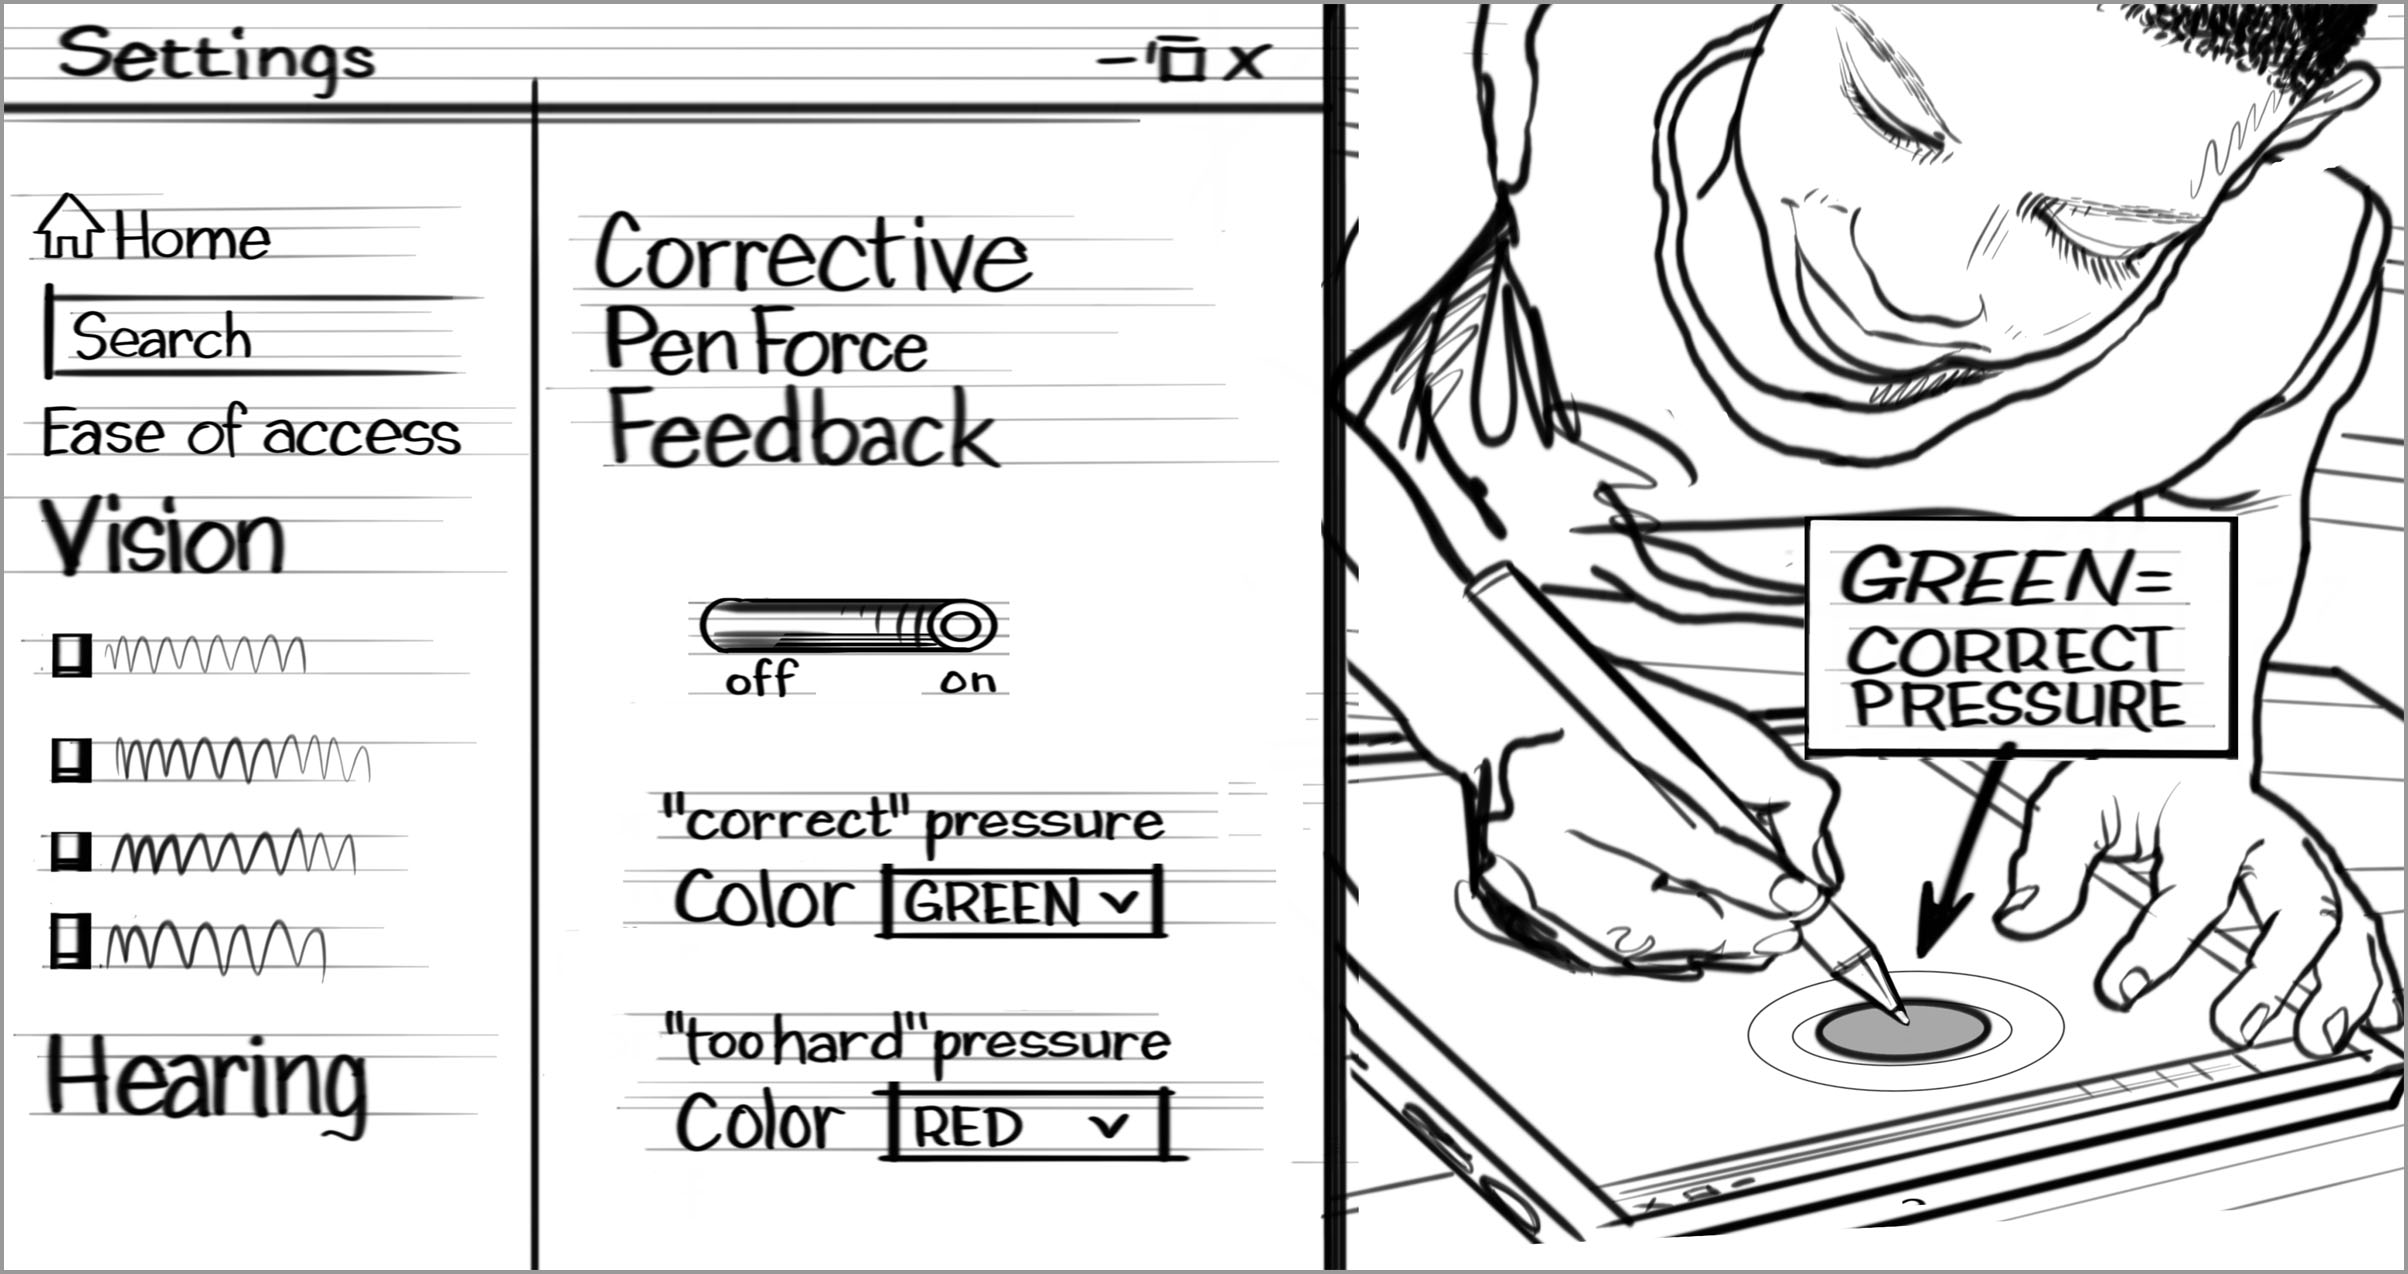 Settings
Home
Search
Ease of access
Vision
Hearing
Corrective
Pen Force
Feedback
off on
"correct" pressure
Color GREEN
"too hard" pressure
Color RED
GREEN=
CORRECT
PRESSURE